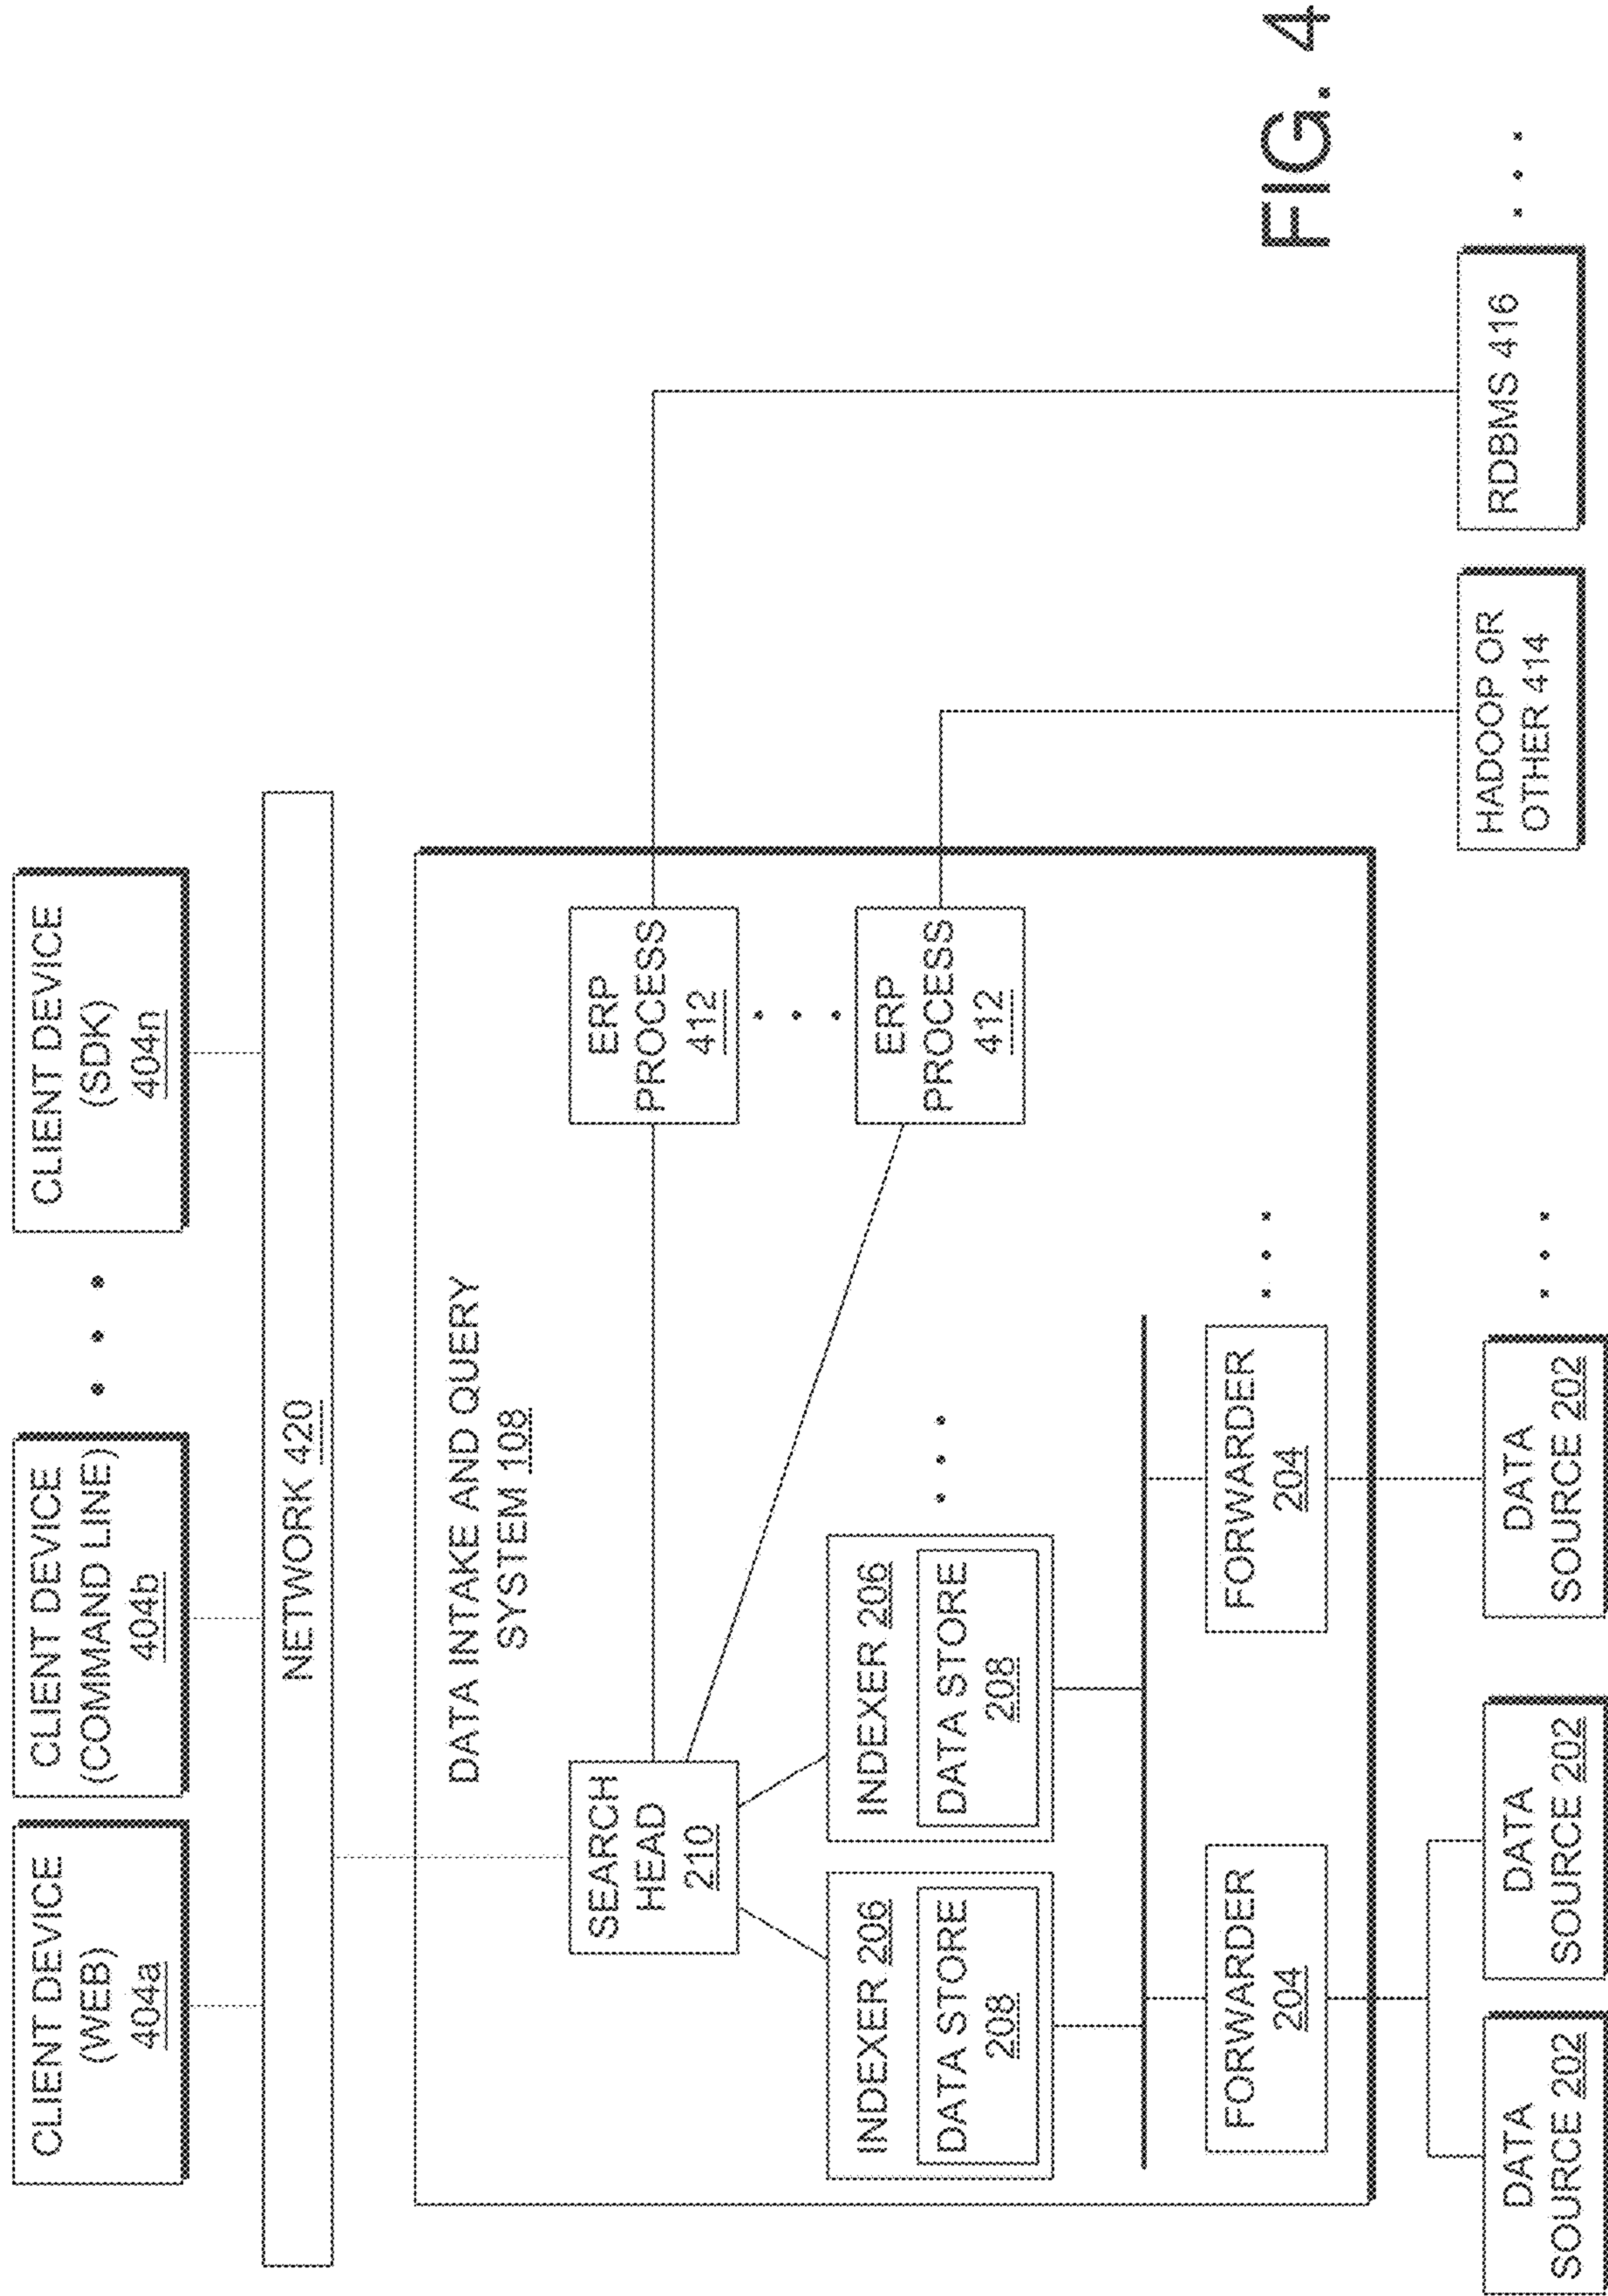 CLIENT DEVICE
(WEB)
404a
CLIENT DEVICE
(COMMAND LINE)
404b
CLIENT DEVICE
(SDK)
404n
NETWORK 420
DATA INTAKE AND QUERY
SYSTEM 108
SEARCH
HEAD
210
ERP
PROCESS
412
INDEXER 206
DATA STORE
208
INDEXER 206
DATA STORE
208
ERP
PROCESS
412
FORWARDER
204
FORWARDER
204
DATA
SOURCE 202
DATA
SOURCE 202
DATA
SOURCE 202
HADOOP OR
OTHER 414
RDBMS 416
FIG. 4